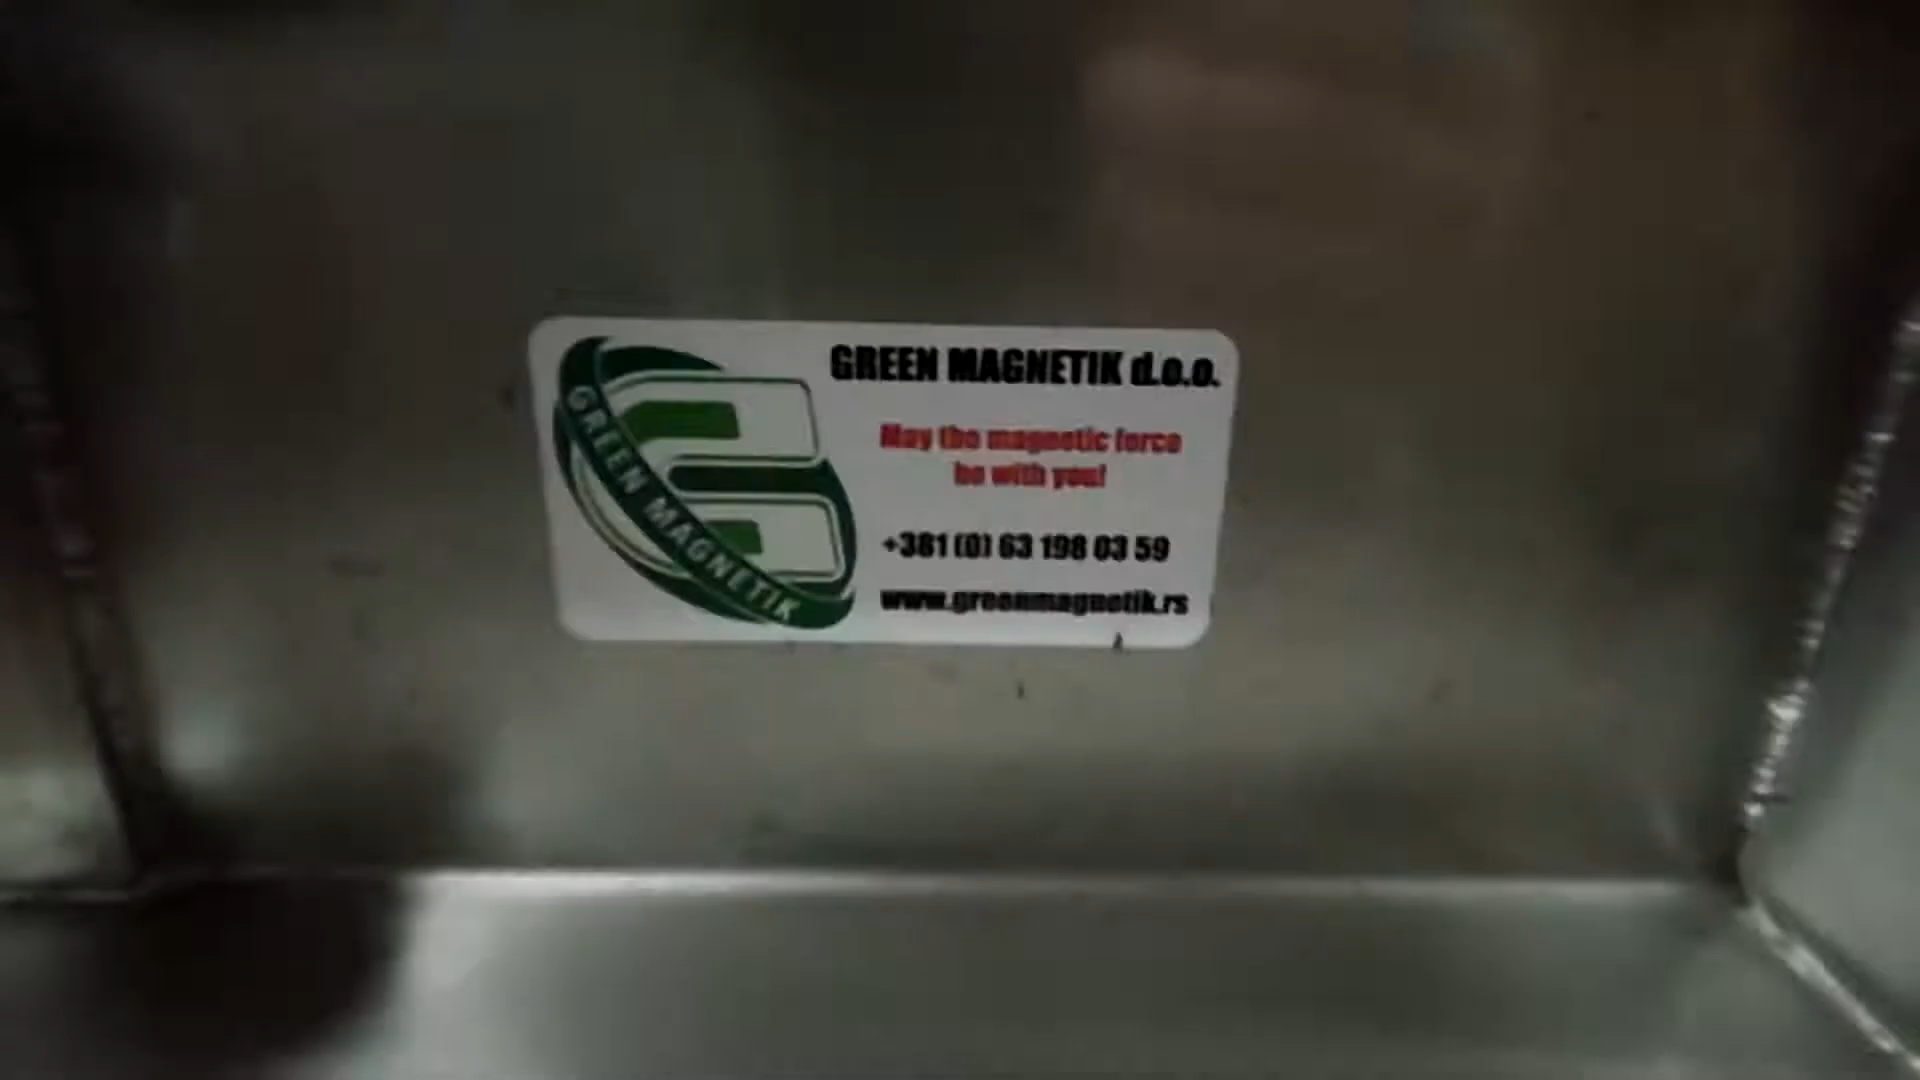 GREEN MAGNETIK
GREEN MAGNETIK d.o.o.
May the magnetic force
be with you!
+381 (0) 63 198 03 59
www.greenmagnetik.rs